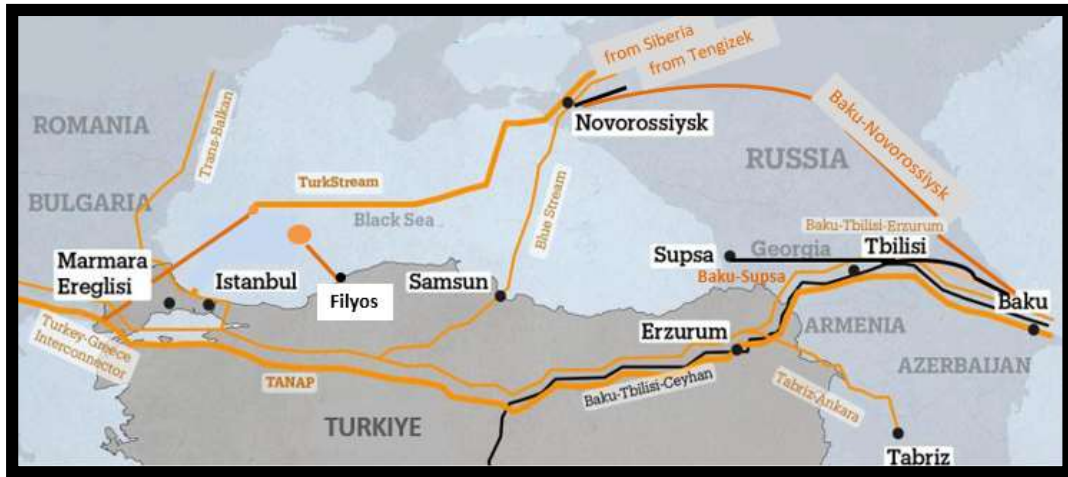 from Siberia
from Tengizek
Novorossiysk
ROMANIA
Trans-Balkan
RUSSIA
Baku-Novorossiysk
BULGARIA
TurkStream
Black Sea
Blue Stream
Baku-Tbilisi-Erzurum
Supsa
Georgia
Tbilisi
Marmara
Ereglisi
Istanbul
Filyos
Samsun
Baku-Supsa
Baku
Turkey-Greece
Interconnector
Erzurum
ARMENIA
AZERBAIJAN
TANAP
Baku-Tbilisi-Ceyhan
Tabriz-Ankara
TURKIYE
Tabriz